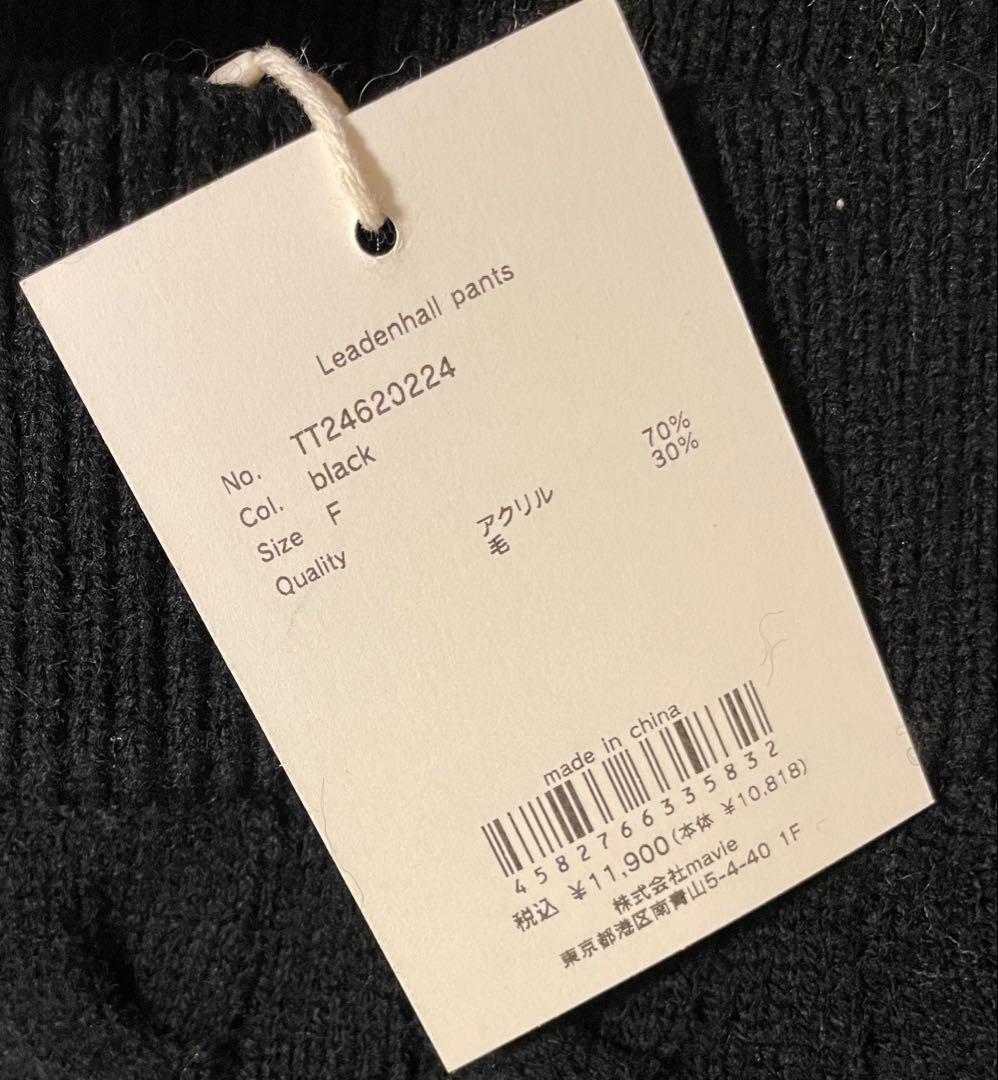 Leadenhall pants
No. TT24620224
Col. black
Size F
Quality アクリル 70%
毛 30%
made in china
4582766335832
税込 ¥11,900(本体 ¥10,818)
株式会社mavie
東京都港区南青山5-4-40 1F